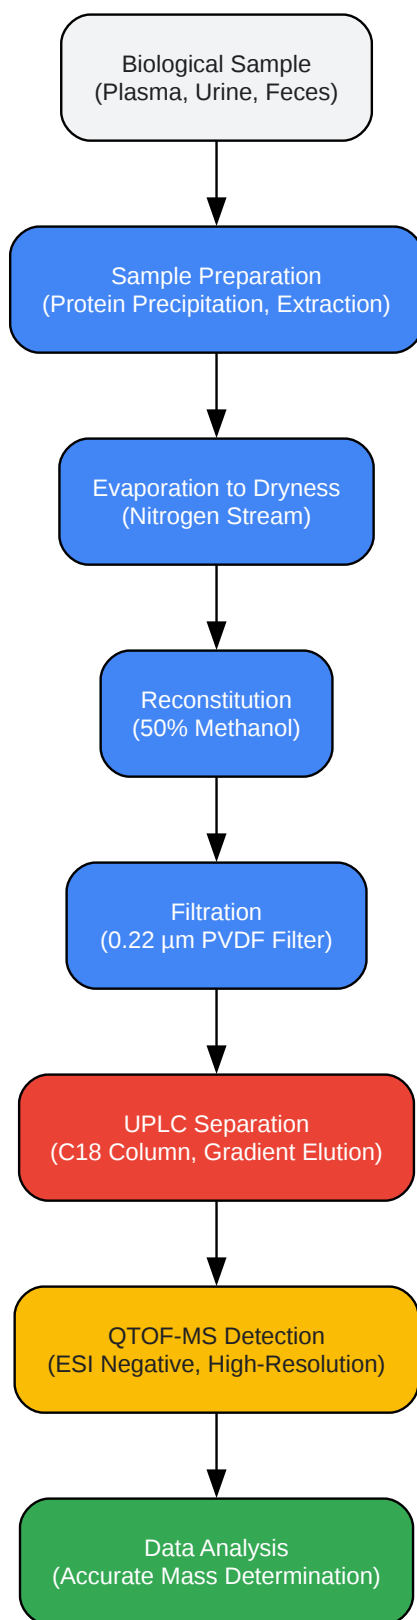 Biological Sample
(Plasma, Urine, Feces)
Sample Preparation
(Protein Precipitation, Extraction)
Evaporation to Dryness
(Nitrogen Stream)
Reconstitution
(50% Methanol)
Filtration
(0.22 µm PVDF Filter)
UPLC Separation
(C18 Column, Gradient Elution)
QTOF-MS Detection
(ESI Negative, High-Resolution)
Data Analysis
(Accurate Mass Determination)